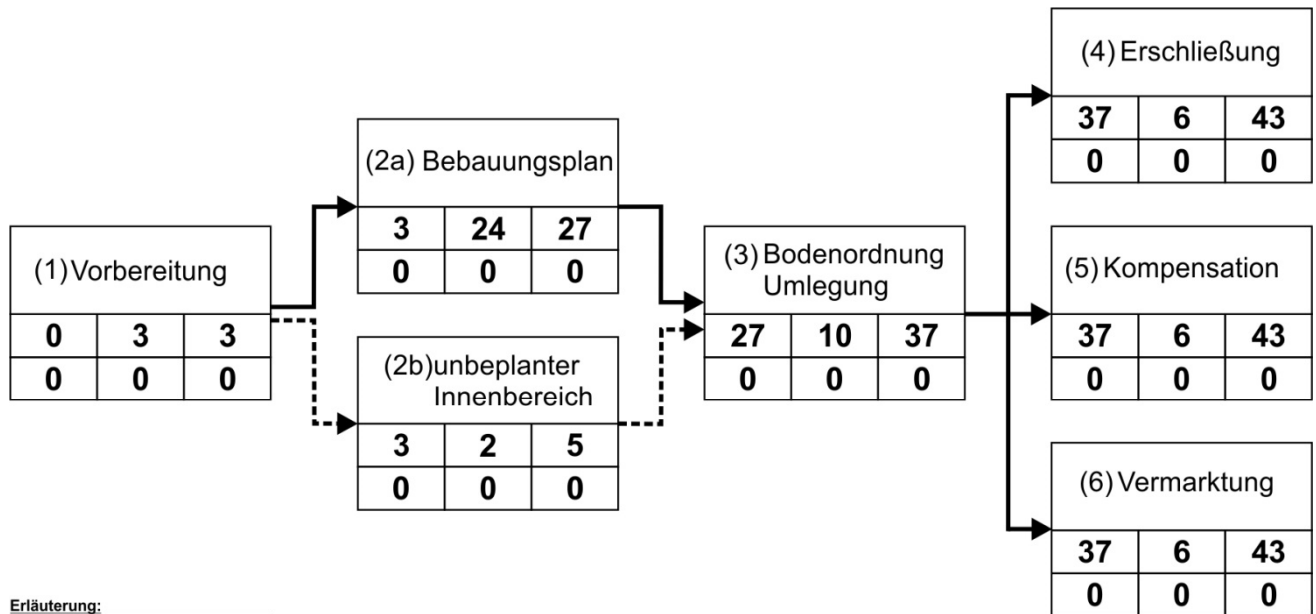 (1) Vorbereitung
0 3 3
0 0 0
(2a) Bebauungsplan
3 24 27
0 0 0
(2b) unbeplanter
Innenbereich
3 2 5
0 0 0
(3) Bodenordnung
Umlegung
27 10 37
0 0 0
(4) Erschließung
37 6 43
0 0 0
(5) Kompensation
37 6 43
0 0 0
(6) Vermarktung
37 6 43
0 0 0
Erläuterung: